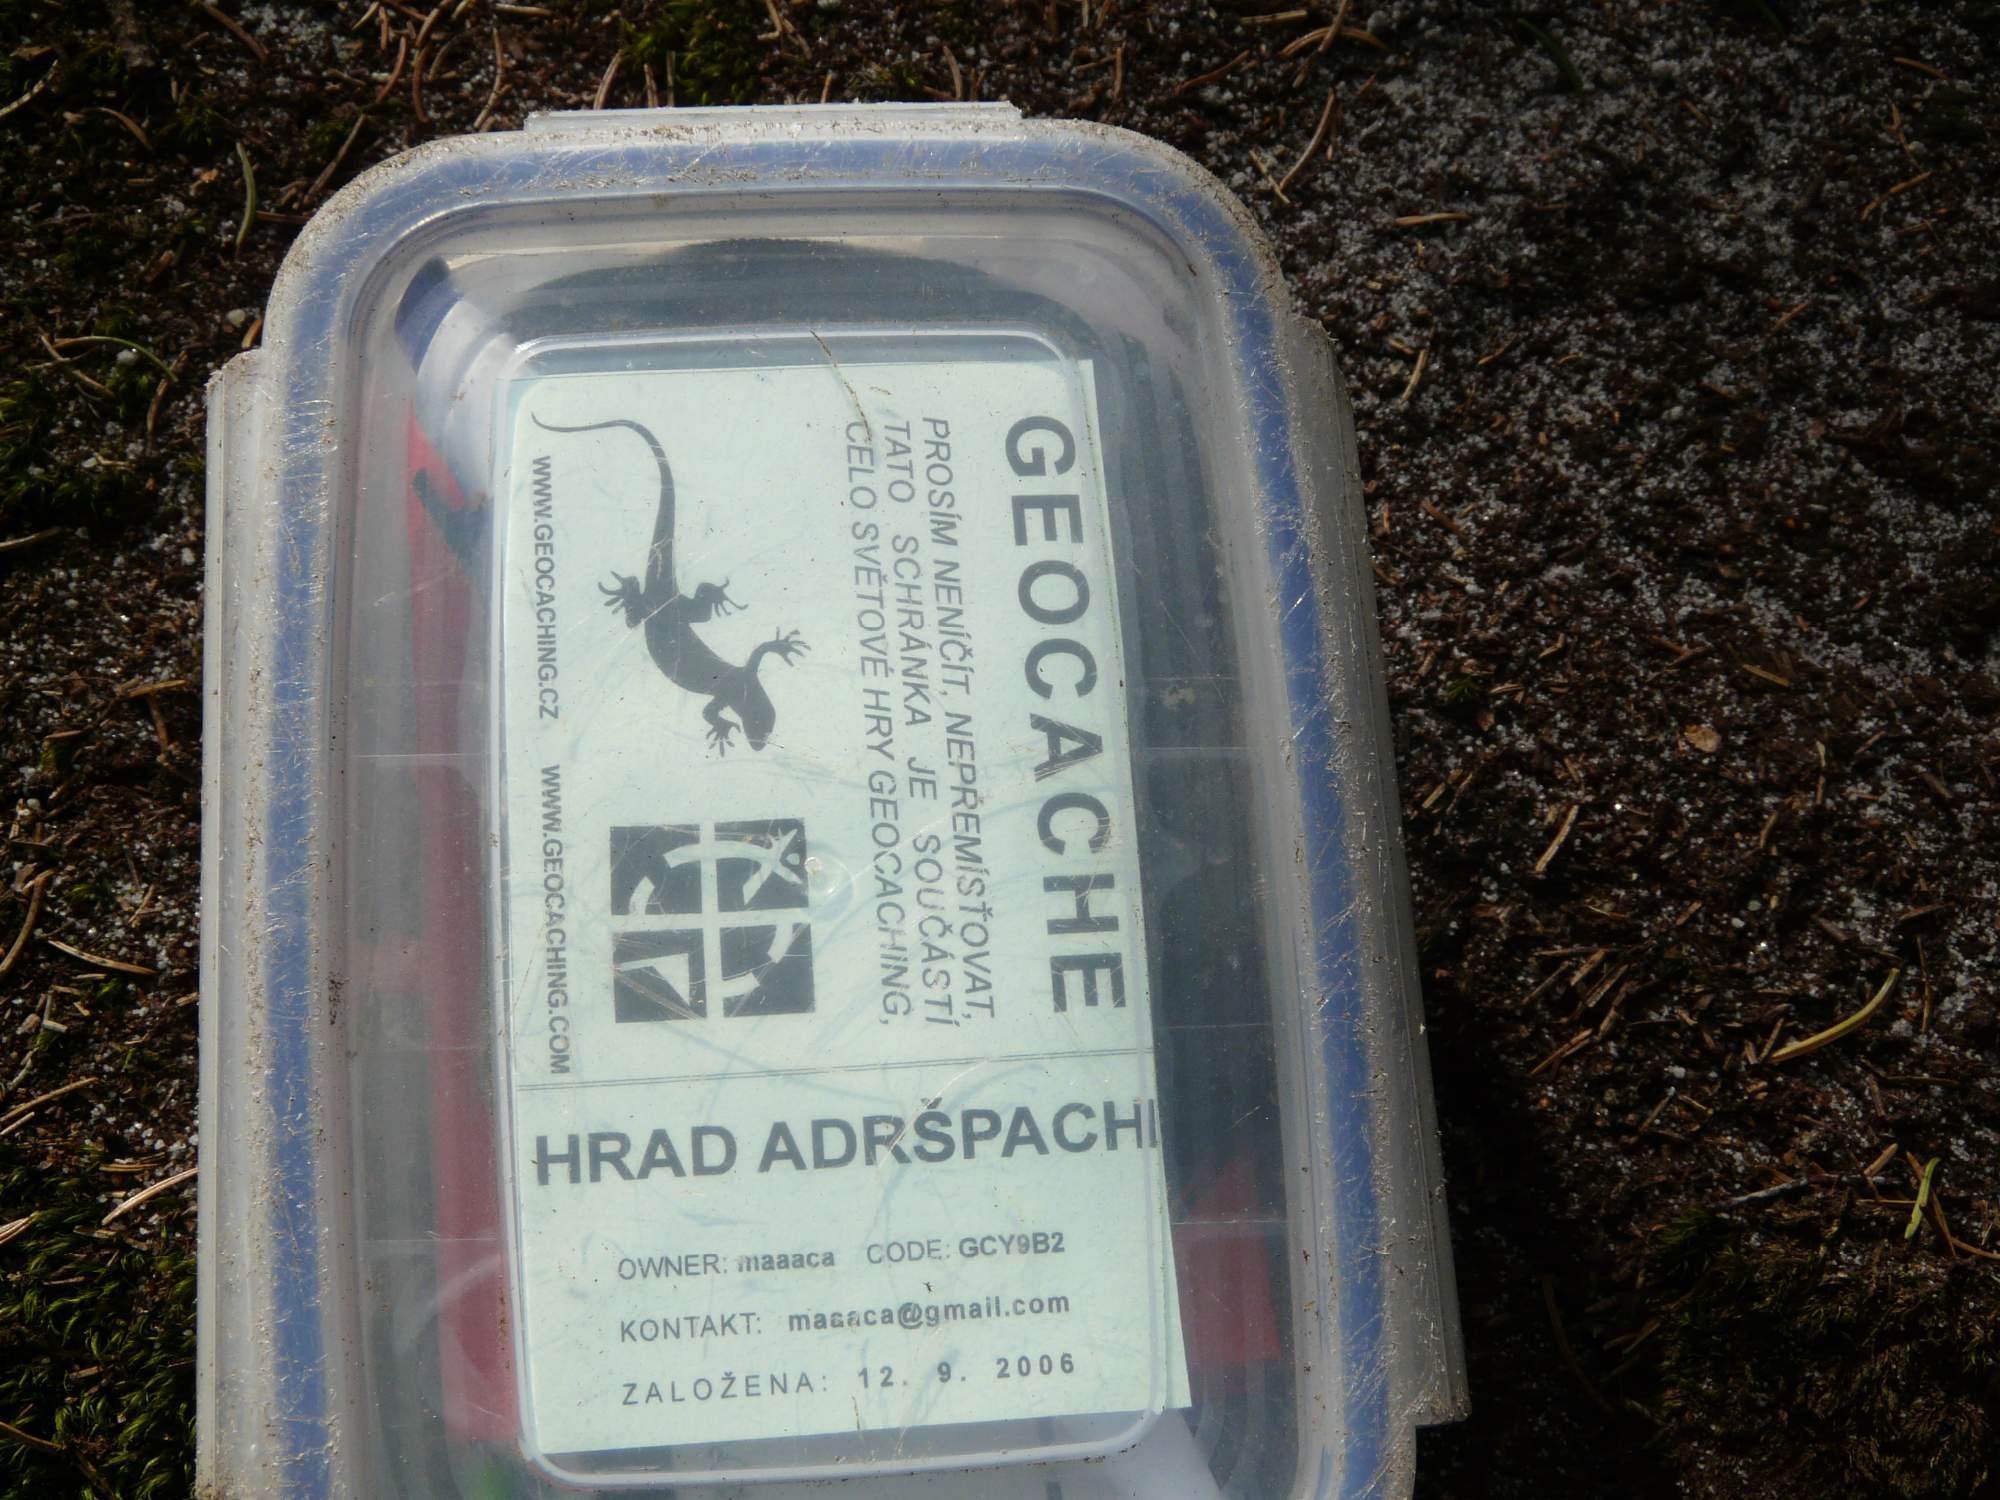 GEOCACHE
PROSÍM NENÍČÍT, NEPŘEMÍSŤOVAT,
TATO SCHRÁNKA JE SOUČÁSTÍ
CELO SVĚTOVÉ HRY GEOCACHING,
WWW.GEOCACHING.CZ WWW.GEOCACHING.COM
HRAD ADRŠPACH
OWNER: maaaca CODE: GCY9B2
KONTAKT: maaaca@gmail.com
ZALOŽENA: 12. 9. 2006